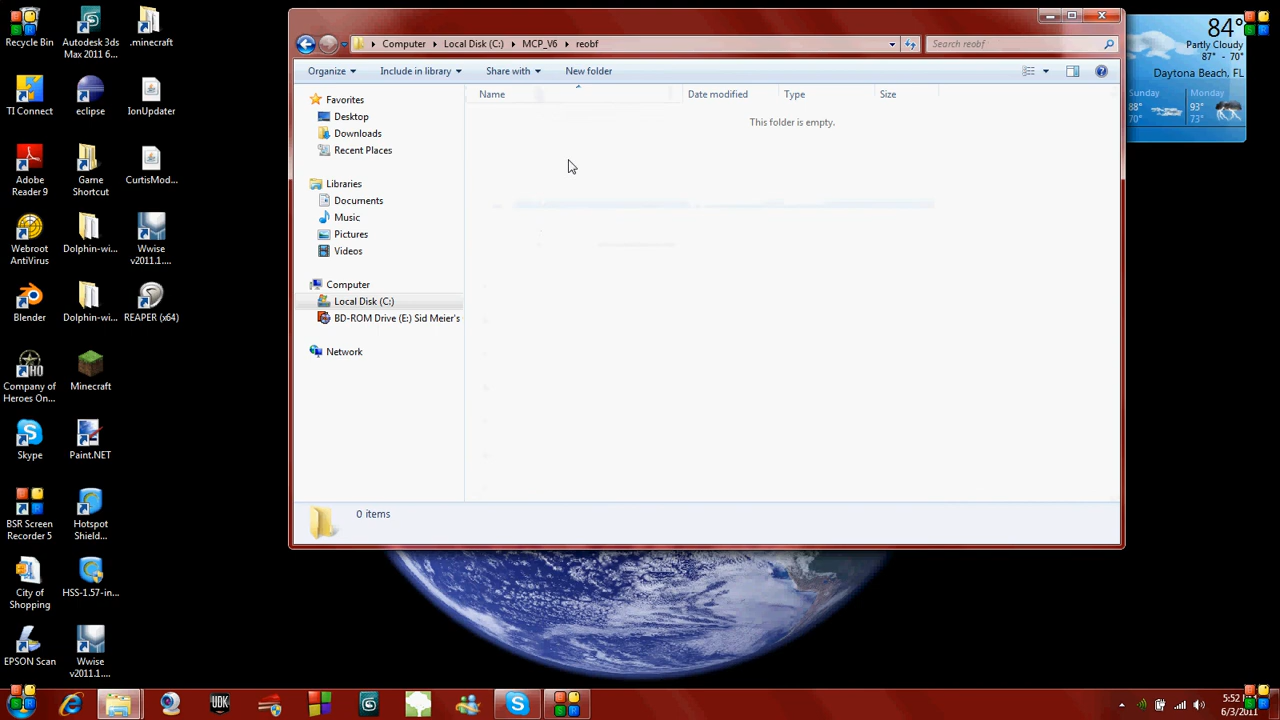 Recycle Bin
Autodesk 3ds
Max 2011 6...
.minecraft
TI Connect
eclipse
IonUpdater
Adobe
Reader 9
Game
Shortcut
CurtisMod...
Webroot
AntiVirus
Dolphin-wi...
Wwise
v2011.1....
Blender
Dolphin-wi...
REAPER (x64)
HO
Company of
Heroes On...
Minecraft
Skype
Paint.NET
BSR Screen
Recorder 5
Hotspot
Shield...
City of
Shopping
HSS-1.57-in...
EPSON Scan
Wwise
v2011.1....
Computer
Local Disk (C:)
MCP_V6
reobf
Search reobf
Organize
Include in library
Share with
New folder
Favorites
Desktop
Downloads
Recent Places
Libraries
Documents
Music
Pictures
Videos
Computer
Local Disk (C:)
BD-ROM Drive (E:) Sid Meier's
Network
Name
Date modified
Type
Size
This folder is empty.
0 items
84°
Partly Cloudy
87° - 70°
Daytona Beach, FL
Sunday
88°
70°
Monday
93°
73°
UDK
5:52
6/3/2011